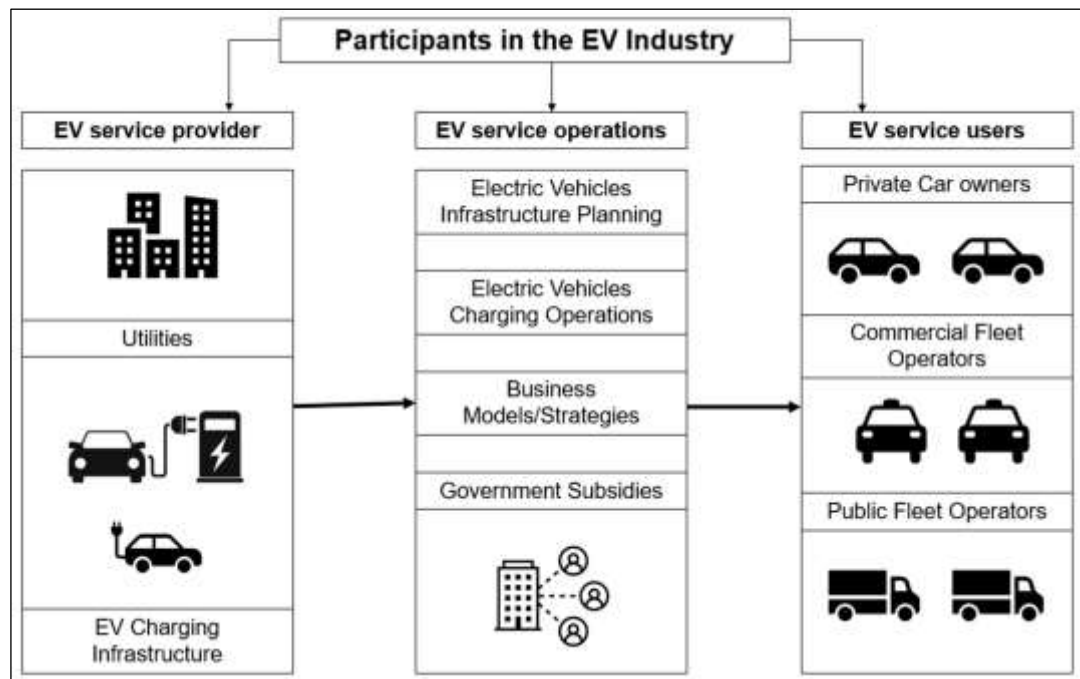 Participants in the EV Industry
EV service provider
Utilities
EV Charging
Infrastructure
EV service operations
Electric Vehicles
Infrastructure Planning
Electric Vehicles
Charging Operations
Business
Models/Strategies
Government Subsidies
EV service users
Private Car owners
Commercial Fleet
Operators
Public Fleet Operators